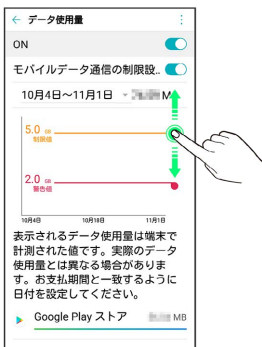 データ使用量
ON
モバイルデータ通信の制限設..
10月4日～11月1日 M
5.0 GB
制限値
2.0 GB
警告値
10月4日 10月18日 11月1日
表示されるデータ使用量は端末で
計測された値です。実際のデータ
使用量とは異なる場合がありま
す。お支払期間と一致するように
日付を設定してください。
Google Play ストア MB